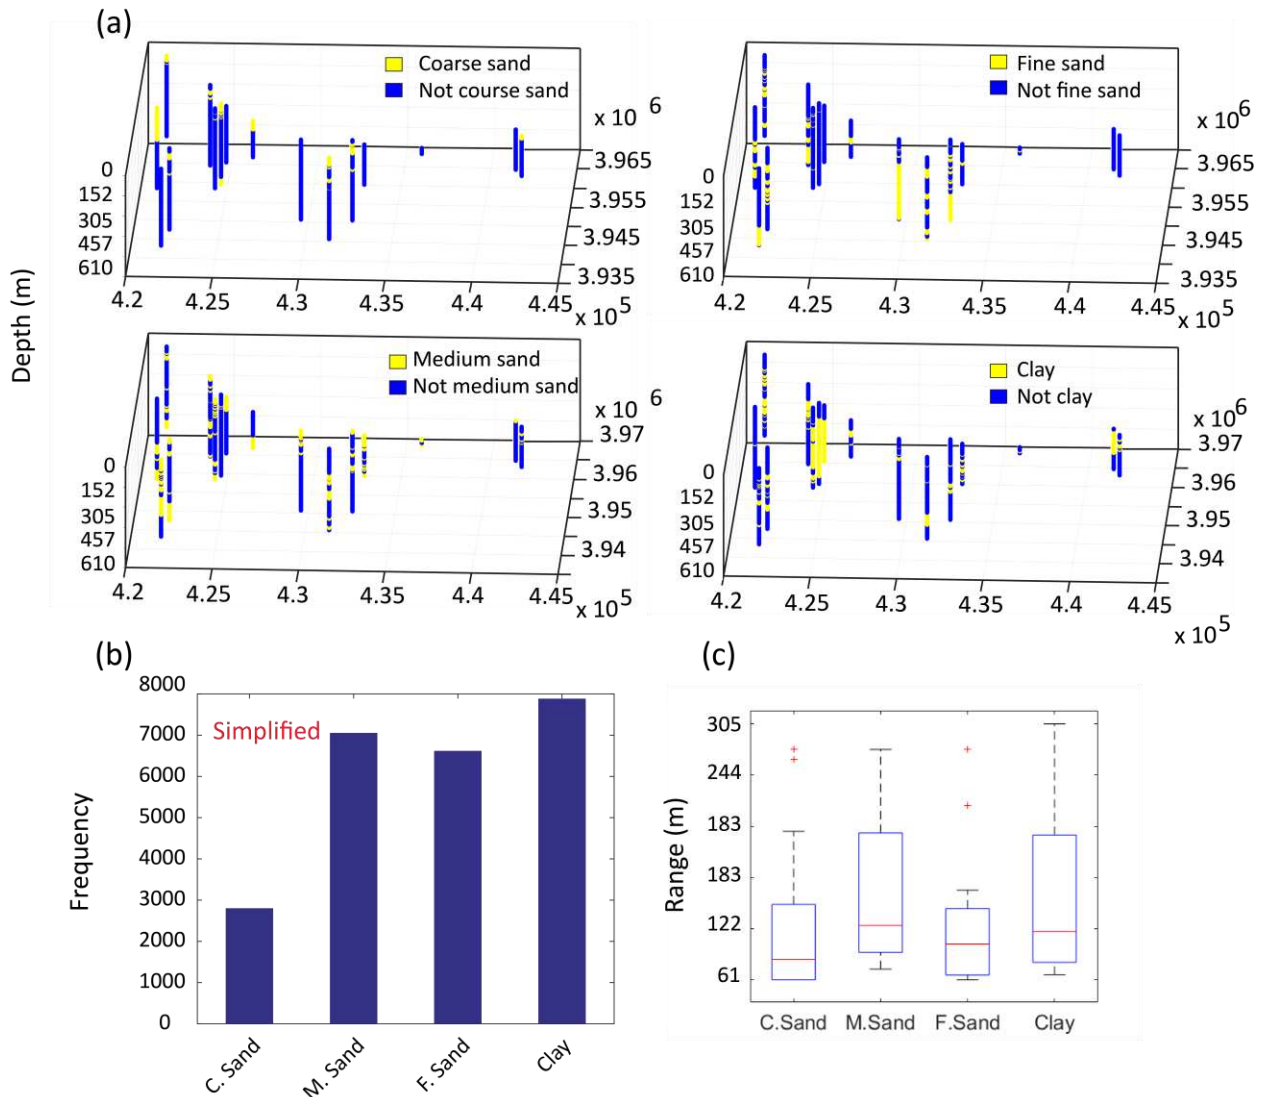 (a)
Coarse sand
Not course sand
x 10 6
3.965
3.955
3.945
3.935
0
152
305
457
610
4.2
4.25
4.3
4.35
4.4
4.45
x 10 5
Fine sand
Not fine sand
x 10 6
3.965
3.955
3.945
3.935
0
152
305
457
610
4.2
4.25
4.3
4.35
4.4
4.45
x 10 5
Depth (m)
Medium sand
Not medium sand
x 10 6
3.97
3.96
3.95
3.94
0
152
305
457
610
4.2
4.25
4.3
4.35
4.4
4.45
x 10 5
Clay
Not clay
x 10 6
3.97
3.96
3.95
3.94
0
152
305
457
610
4.2
4.25
4.3
4.35
4.4
4.45
x 10 5
(b)
Simplified
Frequency
8000
7000
6000
5000
4000
3000
2000
1000
0
C. Sand
M. Sand
F. Sand
Clay
(c)
Range (m)
305
244
183
183
122
61
C.Sand
M.Sand
F.Sand
Clay